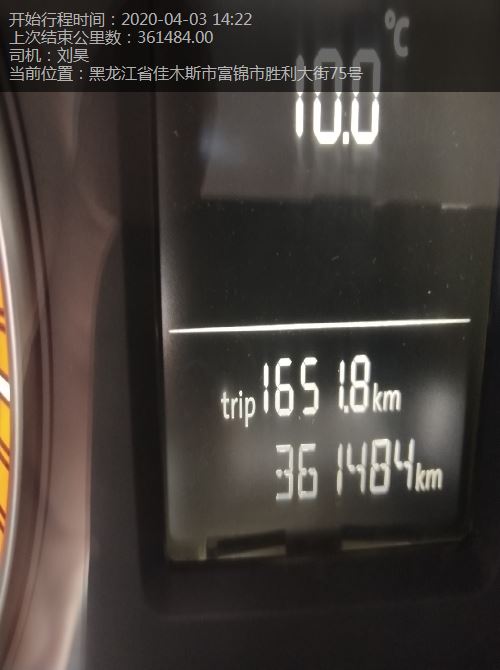 开始行程时间：2020-04-03 14:22
上次结束公里数：361484.00
司机：刘昊
当前位置：黑龙江省佳木斯市富锦市胜利大街75号
10.0℃
trip 1651.8 km
361484 km